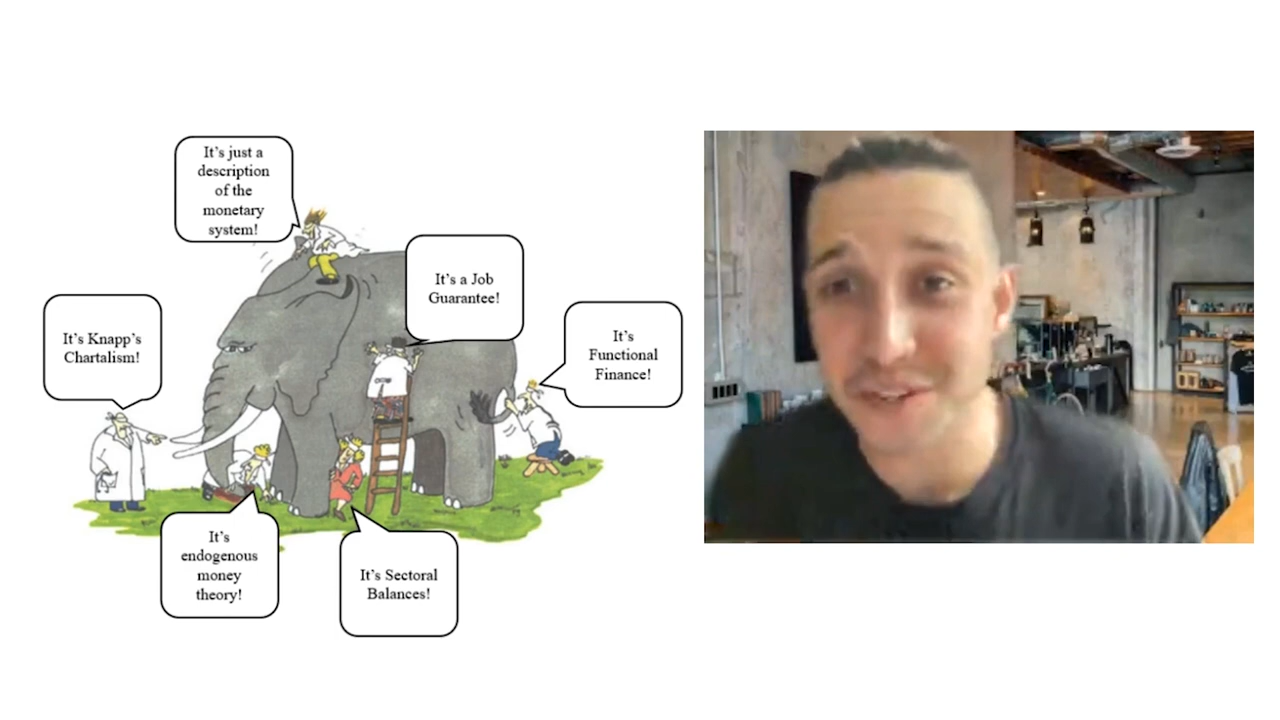 It's just a
description
of the
monetary
system!
It's a Job
Guarantee!
It's Knapp's
Chartalism!
It's
Functional
Finance!
It's
endogenous
money
theory!
It's Sectoral
Balances!